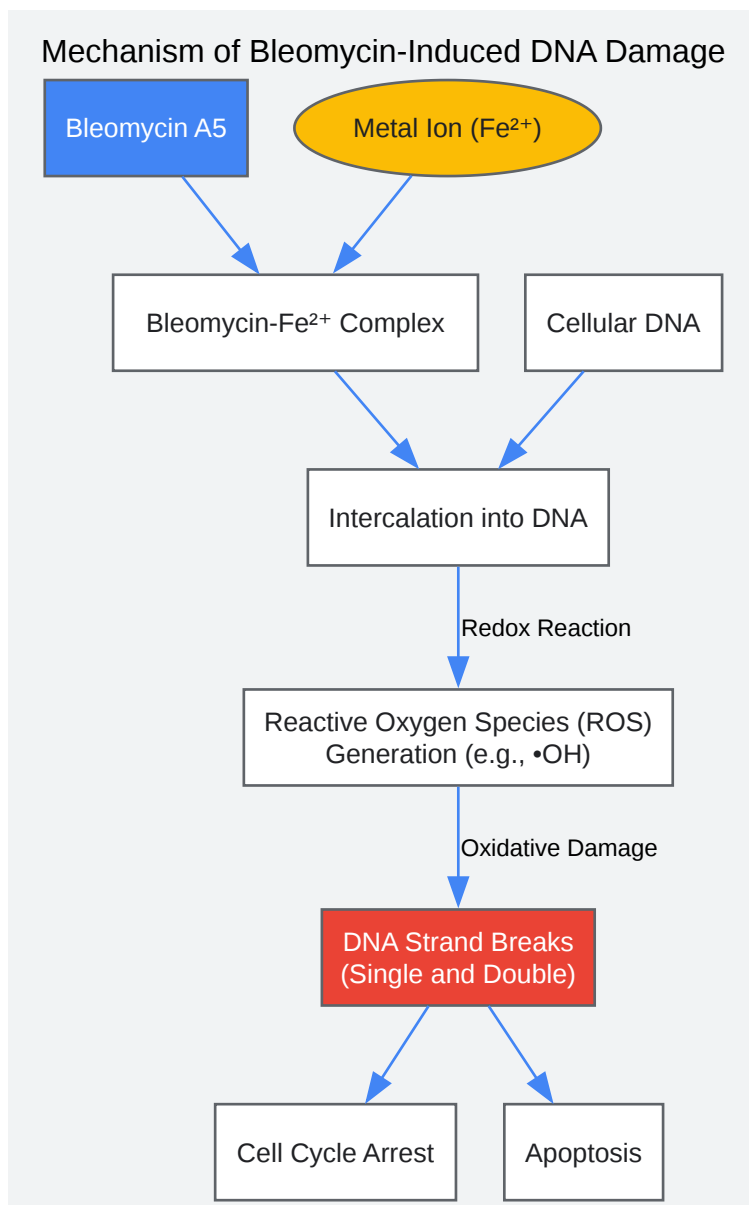 Mechanism of Bleomycin-Induced DNA Damage
Bleomycin A5
Metal Ion (Fe²⁺)
Bleomycin-Fe²⁺ Complex
Cellular DNA
Intercalation into DNA
Redox Reaction
Reactive Oxygen Species (ROS)
Generation (e.g., •OH)
Oxidative Damage
DNA Strand Breaks
(Single and Double)
Cell Cycle Arrest
Apoptosis